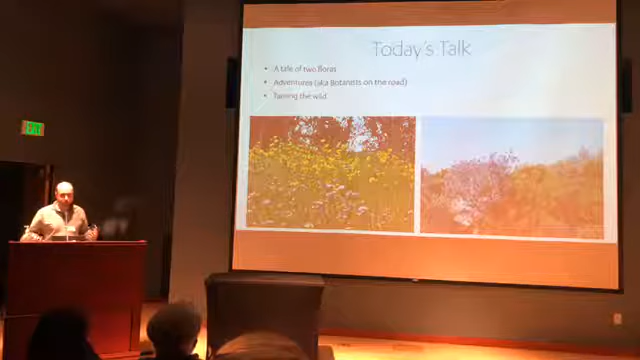 EXIT
Today's Talk
• A tale of two floras
• Adventures (aka Botanists on the road)
• Taming the wild